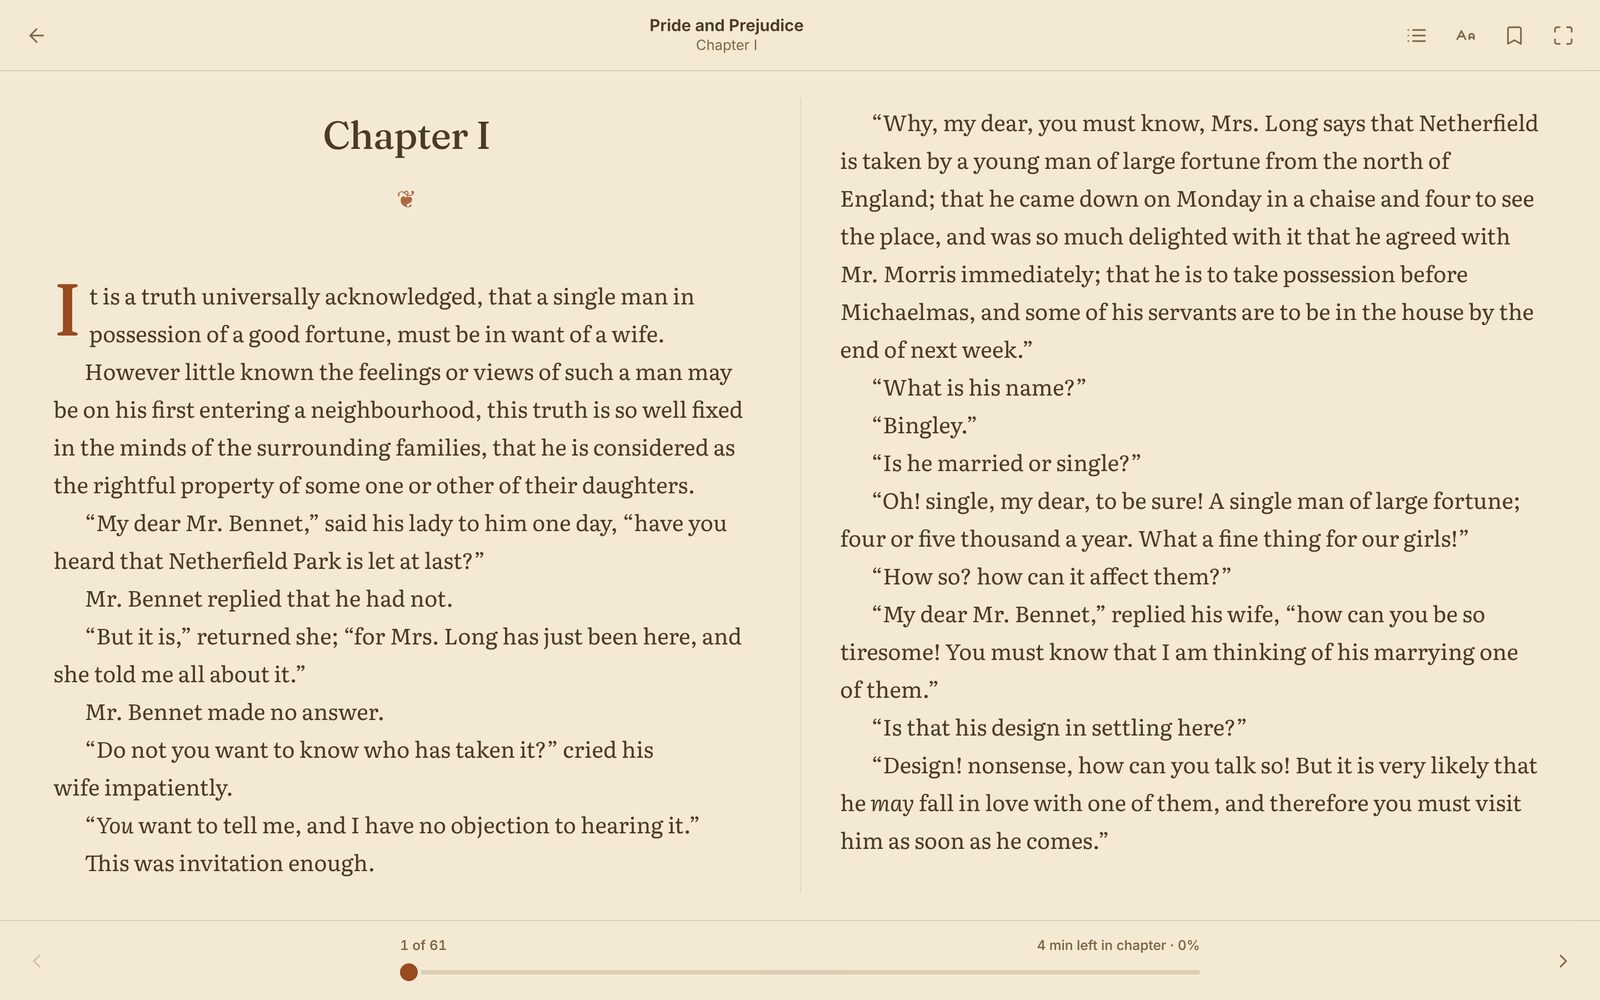 Pride and Prejudice
Chapter I
Aa
Chapter I
It is a truth universally acknowledged, that a single man in
possession of a good fortune, must be in want of a wife.
However little known the feelings or views of such a man may
be on his first entering a neighbourhood, this truth is so well fixed
in the minds of the surrounding families, that he is considered as
the rightful property of some one or other of their daughters.
“My dear Mr. Bennet,” said his lady to him one day, “have you
heard that Netherfield Park is let at last?”
Mr. Bennet replied that he had not.
“But it is,” returned she; “for Mrs. Long has just been here, and
she told me all about it.”
Mr. Bennet made no answer.
“Do not you want to know who has taken it?” cried his
wife impatiently.
“You want to tell me, and I have no objection to hearing it.”
This was invitation enough.
“Why, my dear, you must know, Mrs. Long says that Netherfield
is taken by a young man of large fortune from the north of
England; that he came down on Monday in a chaise and four to see
the place, and was so much delighted with it that he agreed with
Mr. Morris immediately; that he is to take possession before
Michaelmas, and some of his servants are to be in the house by the
end of next week.”
“What is his name?”
“Bingley.”
“Is he married or single?”
“Oh! single, my dear, to be sure! A single man of large fortune;
four or five thousand a year. What a fine thing for our girls!”
“How so? how can it affect them?”
“My dear Mr. Bennet,” replied his wife, “how can you be so
tiresome! You must know that I am thinking of his marrying one
of them.”
“Is that his design in settling here?”
“Design! nonsense, how can you talk so! But it is very likely that
he may fall in love with one of them, and therefore you must visit
him as soon as he comes.”
1 of 61
4 min left in chapter · 0%